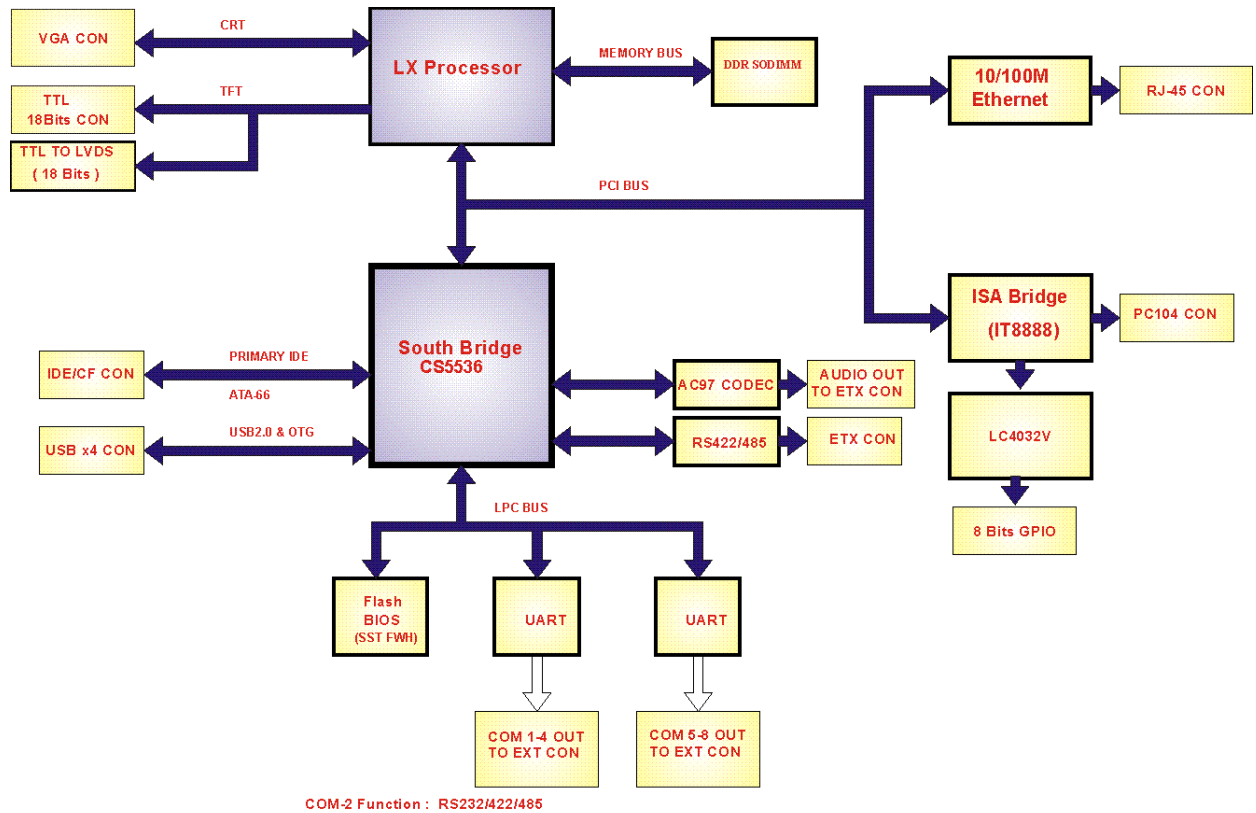 VGA CON
CRT
LX Processor
MEMORY BUS
DDR SODIMM
10/100M
Ethernet
RJ-45 CON
TTL
18Bits CON
TFT
TTL TO LVDS
( 18 Bits )
PCI BUS
South Bridge
CS5536
ISA Bridge
(IT8888)
PC104 CON
IDE/CF CON
PRIMARY IDE
ATA-66
AC97 CODEC
AUDIO OUT
TO ETX CON
USB x4 CON
USB2.0 & OTG
RS422/485
ETX CON
LC4032V
8 Bits GPIO
LPC BUS
Flash
BIOS
(SST FWH)
UART
UART
COM 1-4 OUT
TO EXT CON
COM 5-8 OUT
TO EXT CON
COM-2 Function : RS232/422/485